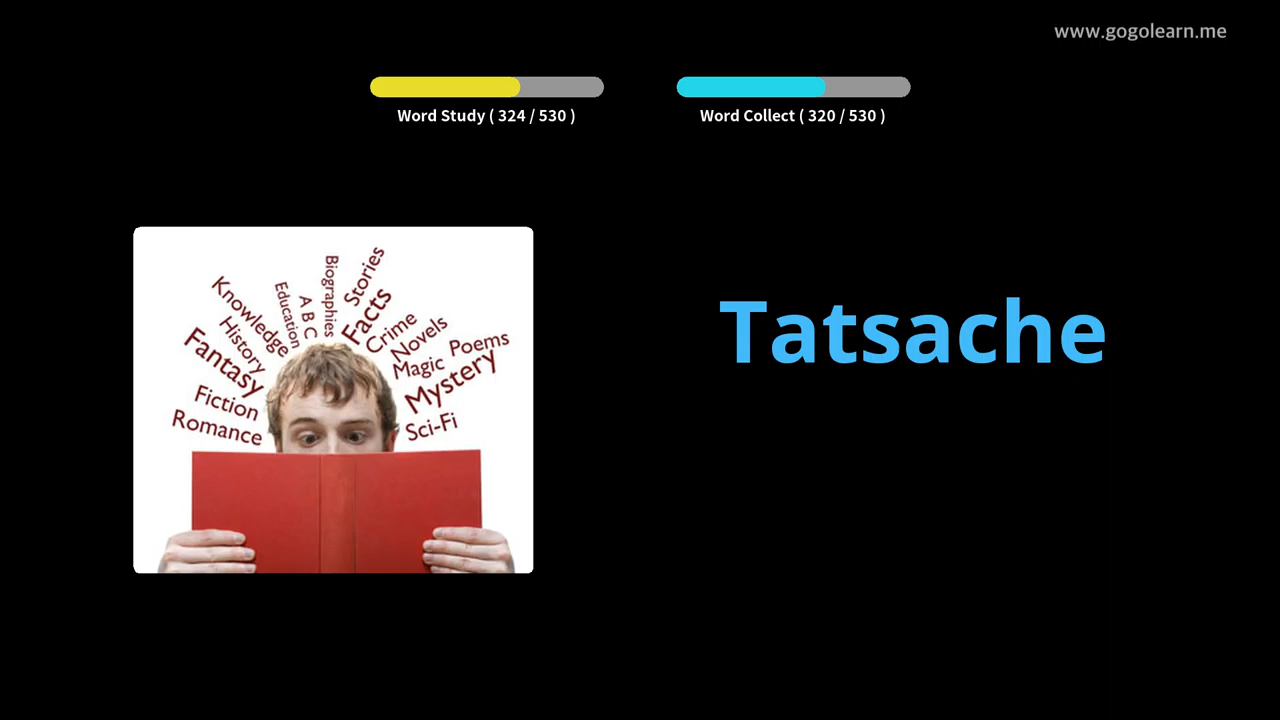 www.gogolearn.me
Word Study ( 324 / 530 )
Word Collect ( 320 / 530 )
Biographies
Stories
Knowledge
Education
A B C
Facts
Crime
History
Novels
Poems
Fantasy
Magic
Mystery
Fiction
Romance
Sci-Fi
Tatsache